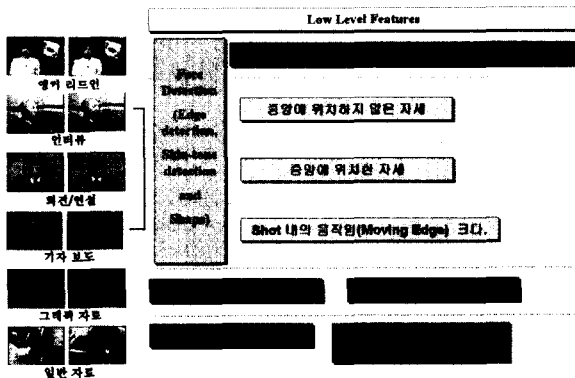 Low Level Features
앵커 리드인
인터뷰
회견/연설
기자 보도
그래픽 자료
일반 자료
Face
Detection
(Edge
detection,
Skin-tone
detection
and
Shape)
중앙에 위치하지 않은 자세
중앙에 위치한 자세
Shot 내의 움직임(Moving Edge) 크다.